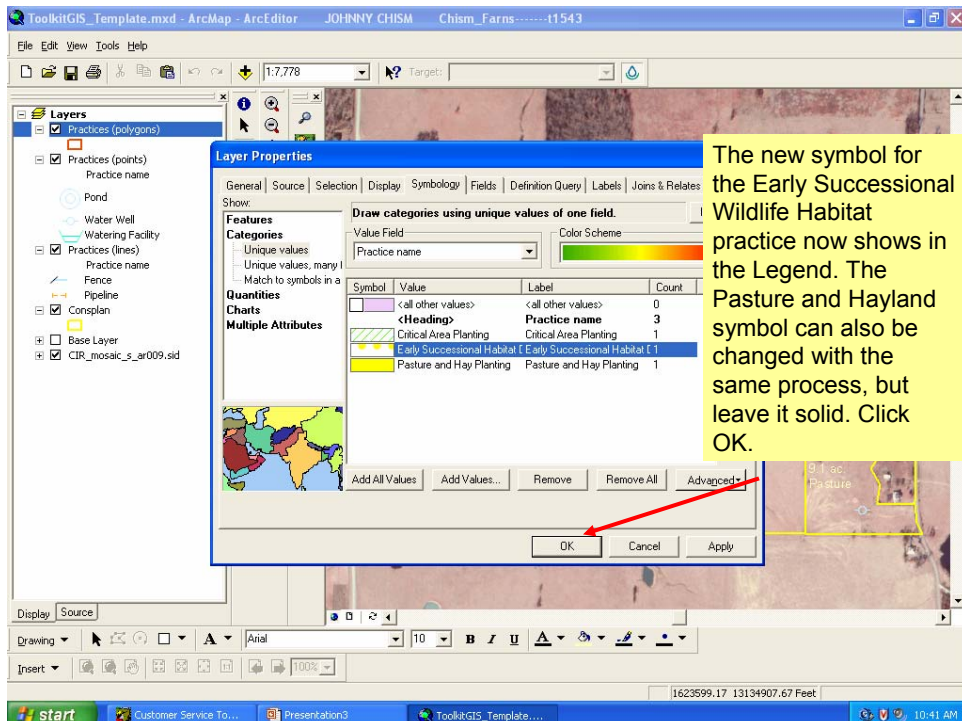 ToolkitGIS_Template.mxd - ArcMap - ArcEditor JOHNNY CHISM Chism_Farns-------t1543
File Edit View Tools Help
1:7,778 Target:
Layers
Practices (polygons)
Practices (points)
Practice name
Pond
Water Well
Watering Facility
Practices (lines)
Practice name
Fence
Pipeline
Consplan
Base Layer
CIR_mosaic_s_ar009.sid
Display Source
Layer Properties
General Source Selection Display Symbology Fields Definition Query Labels Joins & Relates
Show:
Features
Categories
Unique values
Unique values, many
Match to symbols in a
Quantities
Charts
Multiple Attributes
Draw categories using unique values of one field.
Value Field
Practice name
Color Scheme
Symbol Value Label Count
<all other values> <all other values> 0
<Heading> Practice name 3
Critical Area Planting Critical Area Planting 1
Early Successional Habitat D Early Successional Habitat D 1
Pasture and Hay Planting Pasture and Hay Planting 1
Add All Values Add Values... Remove Remove All Advanced
OK Cancel Apply
The new symbol for
the Early Successional
Wildlife Habitat
practice now shows in
the Legend. The
Pasture and Hayland
symbol can also be
changed with the
same process, but
leave it solid. Click
OK.
9.1 ac.
Pasture
Drawing A Arial 10 B I U A
Insert 100%
1623599.17 13134907.67 Feet
start Customer Service To... Presentation3 ToolkitGIS_Template.... 10:41 AM